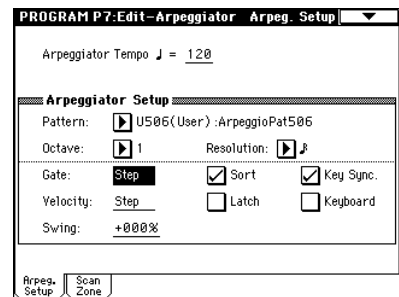 PROGRAM P7:Edit-Arpeggiator Arpeg. Setup
Arpeggiator Tempo ♩ = 120
Arpeggiator Setup
Pattern: U506(User) :ArpeggioPat506
Octave: 1 Resolution: 𝅘𝅥𝅯
Gate: Step Sort Key Sync.
Velocity: Step Latch Keyboard
Swing: +000%
Arpeg. Setup Scan Zone